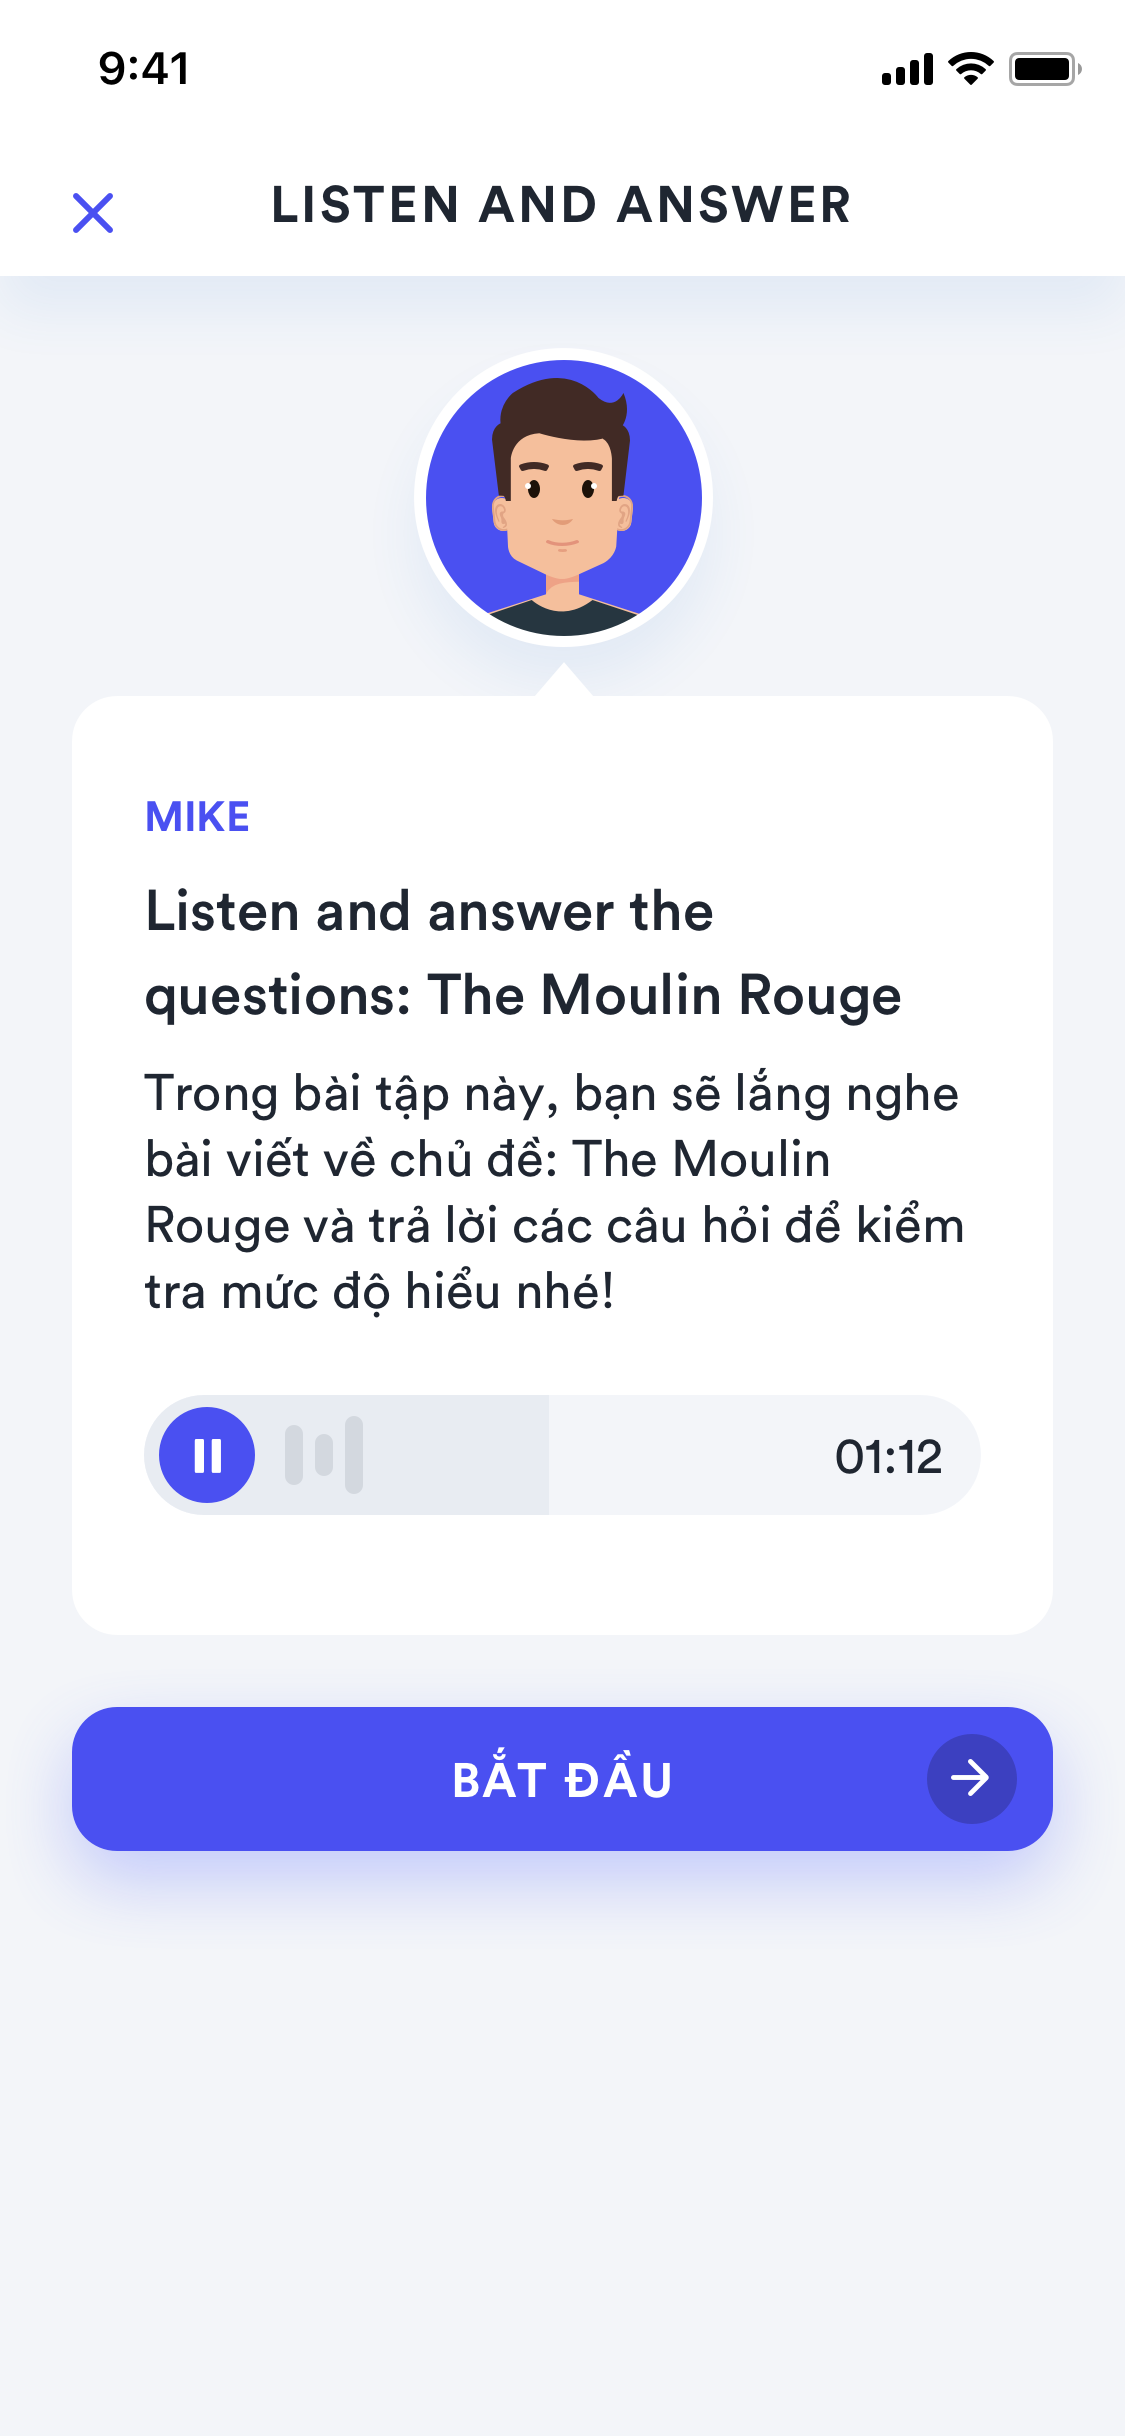 9:41
LISTEN AND ANSWER
MIKE
Listen and answer the
questions: The Moulin Rouge
Trong bài tập này, bạn sẽ lắng nghe
bài viết về chủ đề: The Moulin
Rouge và trả lời các câu hỏi để kiểm
tra mức độ hiểu nhé!
01:12
BẮT ĐẦU